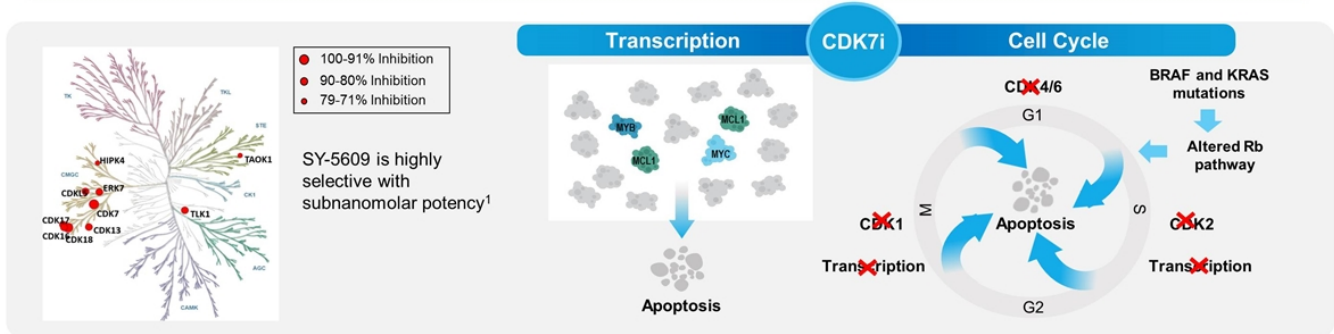 Transcription
CDK7i
Cell Cycle
100-91% Inhibition
90-80% Inhibition
79-71% Inhibition
TK
TKL
STE
HIPK4
TAOK1
CMGC
CDKL5
ERK7
CK1
CDK7
TLK1
CDK17
CDK13
CDK16
CDK18
AGC
CAMK
SY-5609 is highly
selective with
subnanomolar potency¹
MYB
MCL1
MCL1
MYC
Apoptosis
CDK4/6
G1
BRAF and KRAS
mutations
Altered Rb
pathway
M
S
Apoptosis
CDK1
CDK2
Transcription
Transcription
G2